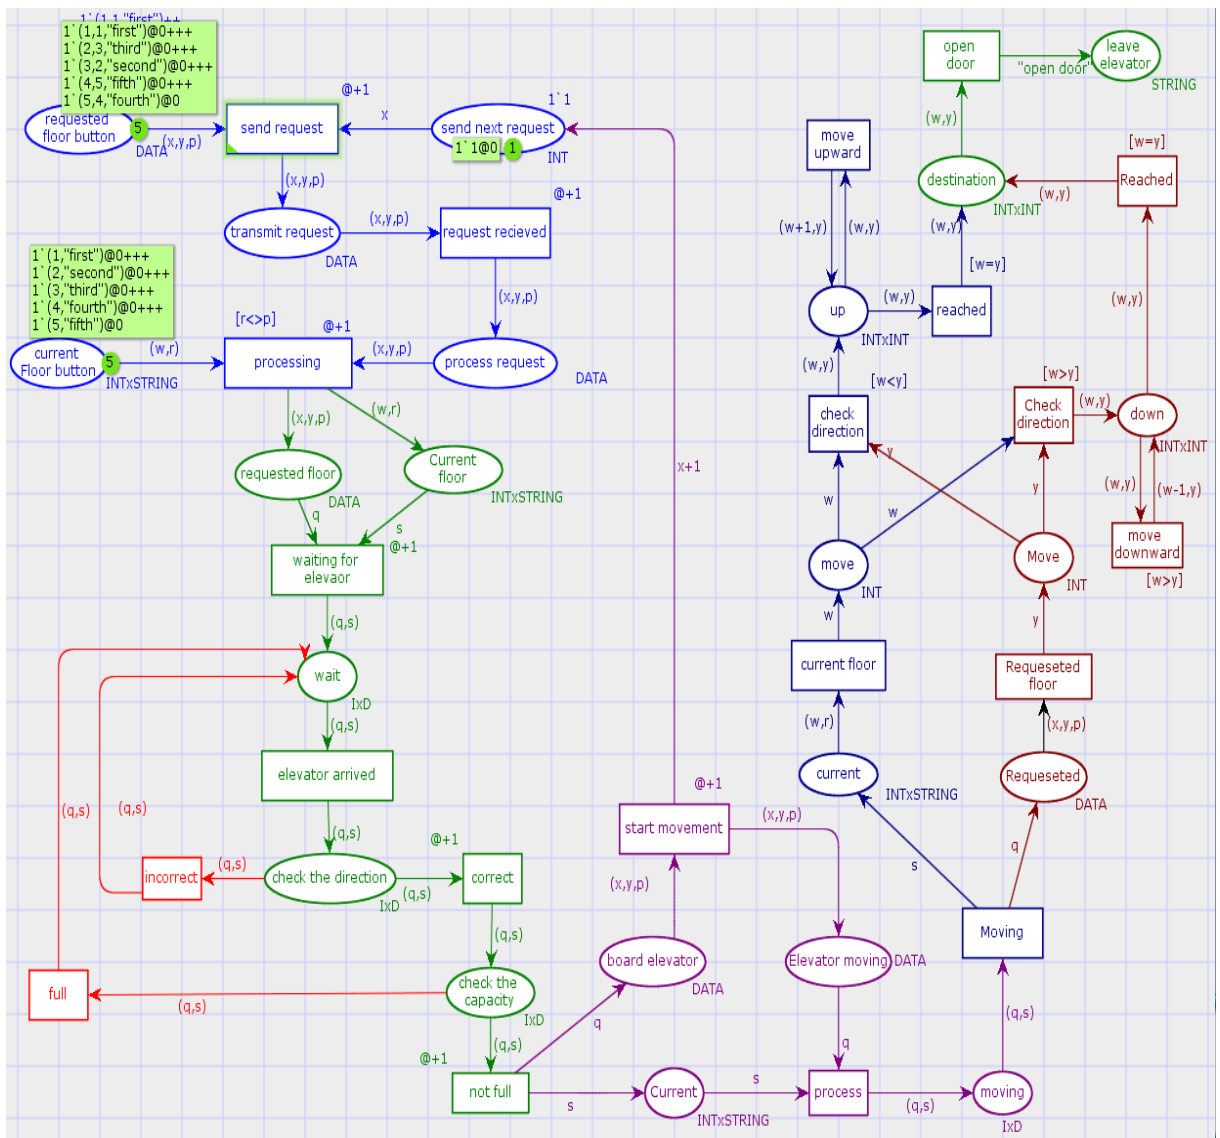 1`(1,1,"first")++
1`(1,1,"first")@0+++
1`(2,3,"third")@0+++
1`(3,2,"second")@0+++
1`(4,5,"fifth")@0+++
1`(5,4,"fourth")@0
requested
floor button
5
DATA
(x,y,p)
@+1
send request
x
1`1
send next request
1`1@0
1
INT
(x,y,p)
transmit request
DATA
(x,y,p)
@+1
request recieved
(x,y,p)
1`(1,"first")@0+++
1`(2,"second")@0+++
1`(3,"third")@0+++
1`(4,"fourth")@0+++
1`(5,"fifth")@0
current
Floor button
5
INTxSTRING
(w,r)
[r<>p]
@+1
processing
(x,y,p)
process request
DATA
(x,y,p)
(w,r)
requested floor
DATA
Current
floor
INTxSTRING
q
s
waiting for
elevaor
@+1
(q,s)
wait
IxD
(q,s)
elevator arrived
(q,s)
(q,s)
(q,s)
incorrect
(q,s)
check the direction
IxD
(q,s)
@+1
correct
(q,s)
full
(q,s)
check the
capacity
IxD
(q,s)
@+1
not full
q
s
board elevator
DATA
(x,y,p)
start movement
@+1
x+1
(x,y,p)
Elevator moving
DATA
q
Current
INTxSTRING
s
process
(q,s)
moving
IxD
(q,s)
Moving
s
q
current
INTxSTRING
Requeseted
DATA
(w,r)
(x,y,p)
current floor
Requeseted
floor
w
y
move
INT
Move
INT
w
w
y
y
check
direction
[w<y]
Check
direction
[w>y]
(w,y)
(w,y)
up
INTxINT
(w+1,y)
(w,y)
move
upward
(w,y)
reached
[w=y]
(w,y)
down
INTxINT
(w,y)
(w-1,y)
move
downward
[w>y]
(w,y)
Reached
[w=y]
(w,y)
destination
INTxINT
(w,y)
open
door
"open door"
leave
elevator
STRING